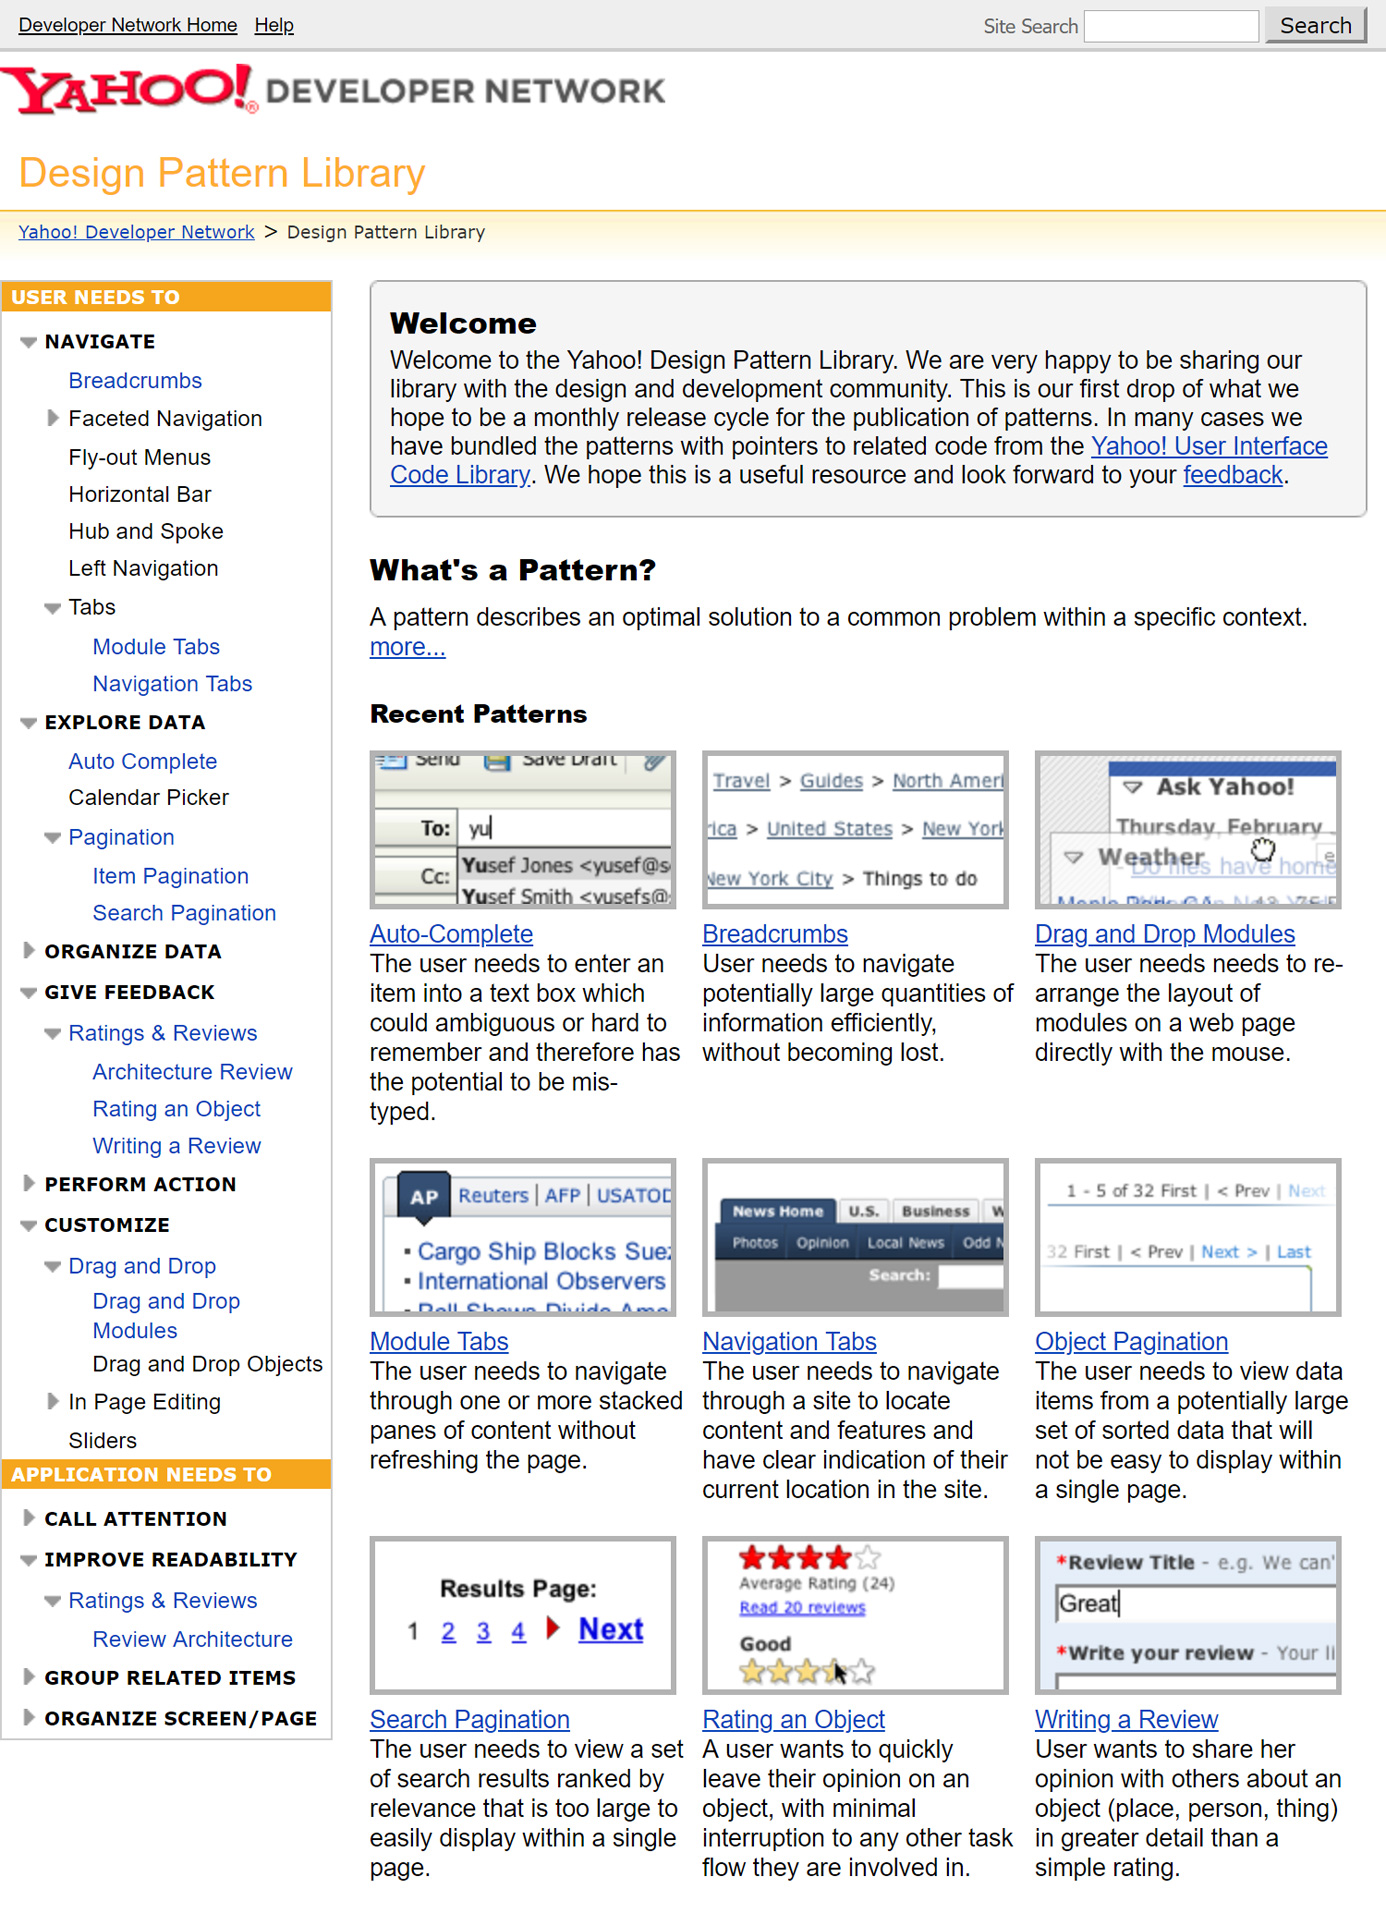 Developer Network Home Help
Site Search Search
YAHOO!® DEVELOPER NETWORK
Design Pattern Library
Yahoo! Developer Network > Design Pattern Library
USER NEEDS TO
NAVIGATE
Breadcrumbs
Faceted Navigation
Fly-out Menus
Horizontal Bar
Hub and Spoke
Left Navigation
Tabs
Module Tabs
Navigation Tabs
EXPLORE DATA
Auto Complete
Calendar Picker
Pagination
Item Pagination
Search Pagination
ORGANIZE DATA
GIVE FEEDBACK
Ratings & Reviews
Architecture Review
Rating an Object
Writing a Review
PERFORM ACTION
CUSTOMIZE
Drag and Drop
Drag and Drop
Modules
Drag and Drop Objects
In Page Editing
Sliders
APPLICATION NEEDS TO
CALL ATTENTION
IMPROVE READABILITY
Ratings & Reviews
Review Architecture
GROUP RELATED ITEMS
ORGANIZE SCREEN/PAGE
Welcome
Welcome to the Yahoo! Design Pattern Library. We are very happy to be sharing our
library with the design and development community. This is our first drop of what we
hope to be a monthly release cycle for the publication of patterns. In many cases we
have bundled the patterns with pointers to related code from the Yahoo! User Interface
Code Library. We hope this is a useful resource and look forward to your feedback.
What's a Pattern?
A pattern describes an optimal solution to a common problem within a specific context.
more...
Recent Patterns
Send Save Draft
To: yu
Yusef Jones <yusef@s
Cc:
Yusef Smith <yusefs@
Auto-Complete
The user needs to enter an
item into a text box which
could ambiguous or hard to
remember and therefore has
the potential to be mis-
typed.
Travel > Guides > North Ameri
ica > United States > New York
New York City > Things to do
Breadcrumbs
User needs to navigate
potentially large quantities of
information efficiently,
without becoming lost.
Ask Yahoo!
Thursday, February
Weather
Do flies have home
Drag and Drop Modules
The user needs needs to re-
arrange the layout of
modules on a web page
directly with the mouse.
AP Reuters | AFP | USATOD
Cargo Ship Blocks Suez
International Observers
Poll Shows Divide Ame
Module Tabs
The user needs to navigate
through one or more stacked
panes of content without
refreshing the page.
News Home U.S. Business W
Photos Opinion Local News Odd N
Search:
Navigation Tabs
The user needs to navigate
through a site to locate
content and features and
have clear indication of their
current location in the site.
1 - 5 of 32 First | < Prev | Next
32 First | < Prev | Next > | Last
Object Pagination
The user needs to view data
items from a potentially large
set of sorted data that will
not be easy to display within
a single page.
Results Page:
1 2 3 4 Next
Search Pagination
The user needs to view a set
of search results ranked by
relevance that is too large to
easily display within a single
page.
Average Rating (24)
Read 20 reviews
Good
Rating an Object
A user wants to quickly
leave their opinion on an
object, with minimal
interruption to any other task
flow they are involved in.
*Review Title - e.g. We can'
Great
*Write your review - Your li
Writing a Review
User wants to share her
opinion with others about an
object (place, person, thing)
in greater detail than a
simple rating.